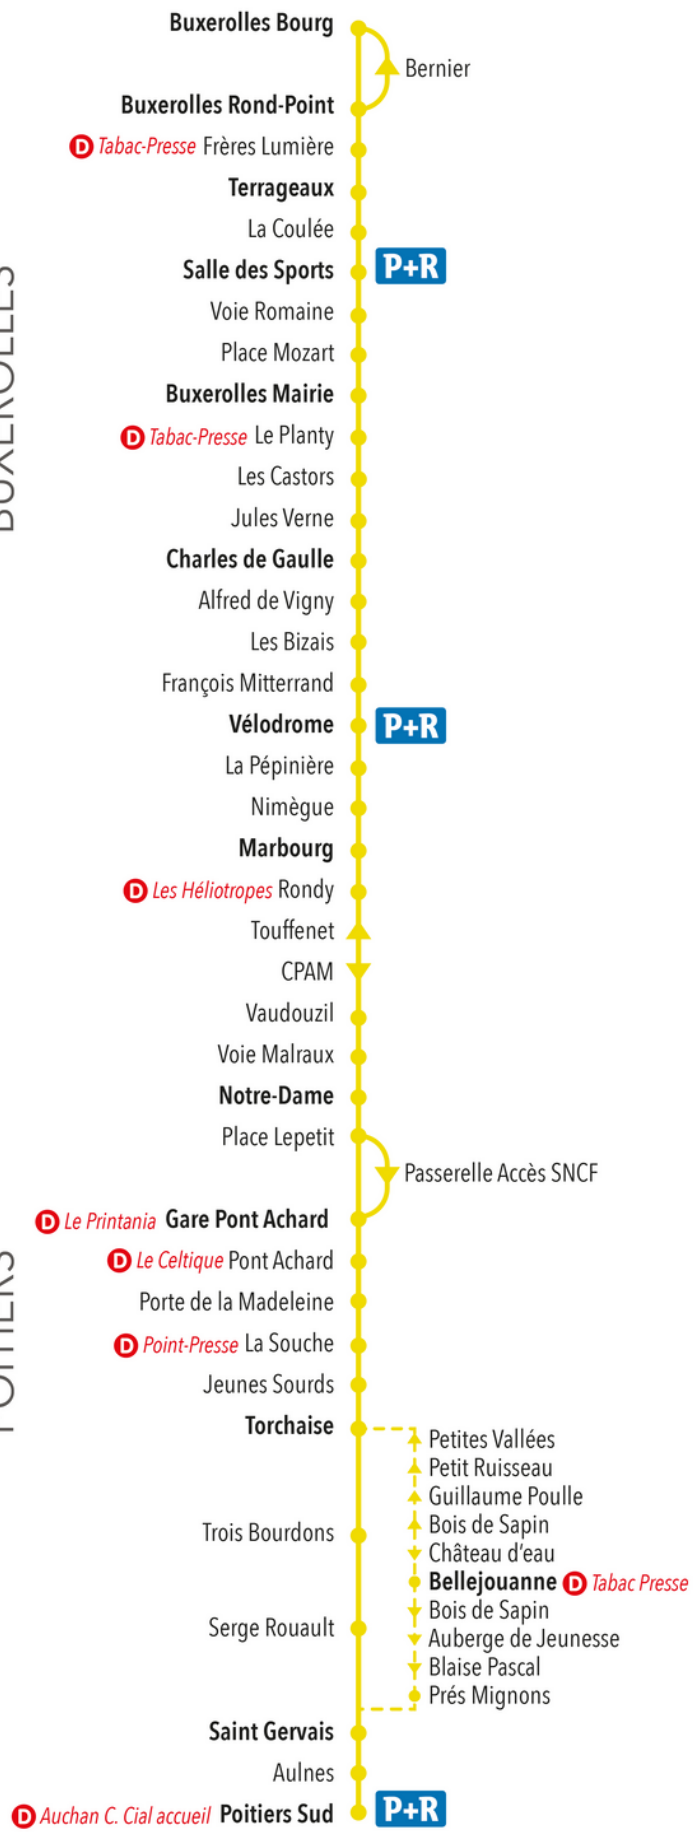 Buxerolles Bourg
Bernier
Buxerolles Rond-Point
D Tabac-Presse Frères Lumière
Terrageaux
La Coulée
Salle des Sports P+R
Voie Romaine
Place Mozart
Buxerolles Mairie
D Tabac-Presse Le Planty
Les Castors
Jules Verne
Charles de Gaulle
Alfred de Vigny
Les Bizais
François Mitterrand
Vélodrome P+R
La Pépinière
Nimègue
Marbourg
D Les Héliotropes Rondy
Touffenet
CPAM
Vaudouzil
Voie Malraux
Notre-Dame
Place Lepetit
Passerelle Accès SNCF
D Le Printania Gare Pont Achard
D Le Celtique Pont Achard
Porte de la Madeleine
D Point-Presse La Souche
Jeunes Sourds
Torchaise
Petites Vallées
Petit Ruisseau
Guillaume Poulle
Bois de Sapin
Château d'eau
Bellejouanne D Tabac Presse
Bois de Sapin
Auberge de Jeunesse
Blaise Pascal
Prés Mignons
Trois Bourdons
Serge Rouault
Saint Gervais
Aulnes
D Auchan C. Cial accueil Poitiers Sud P+R
BUXEROLLES
POITIERS